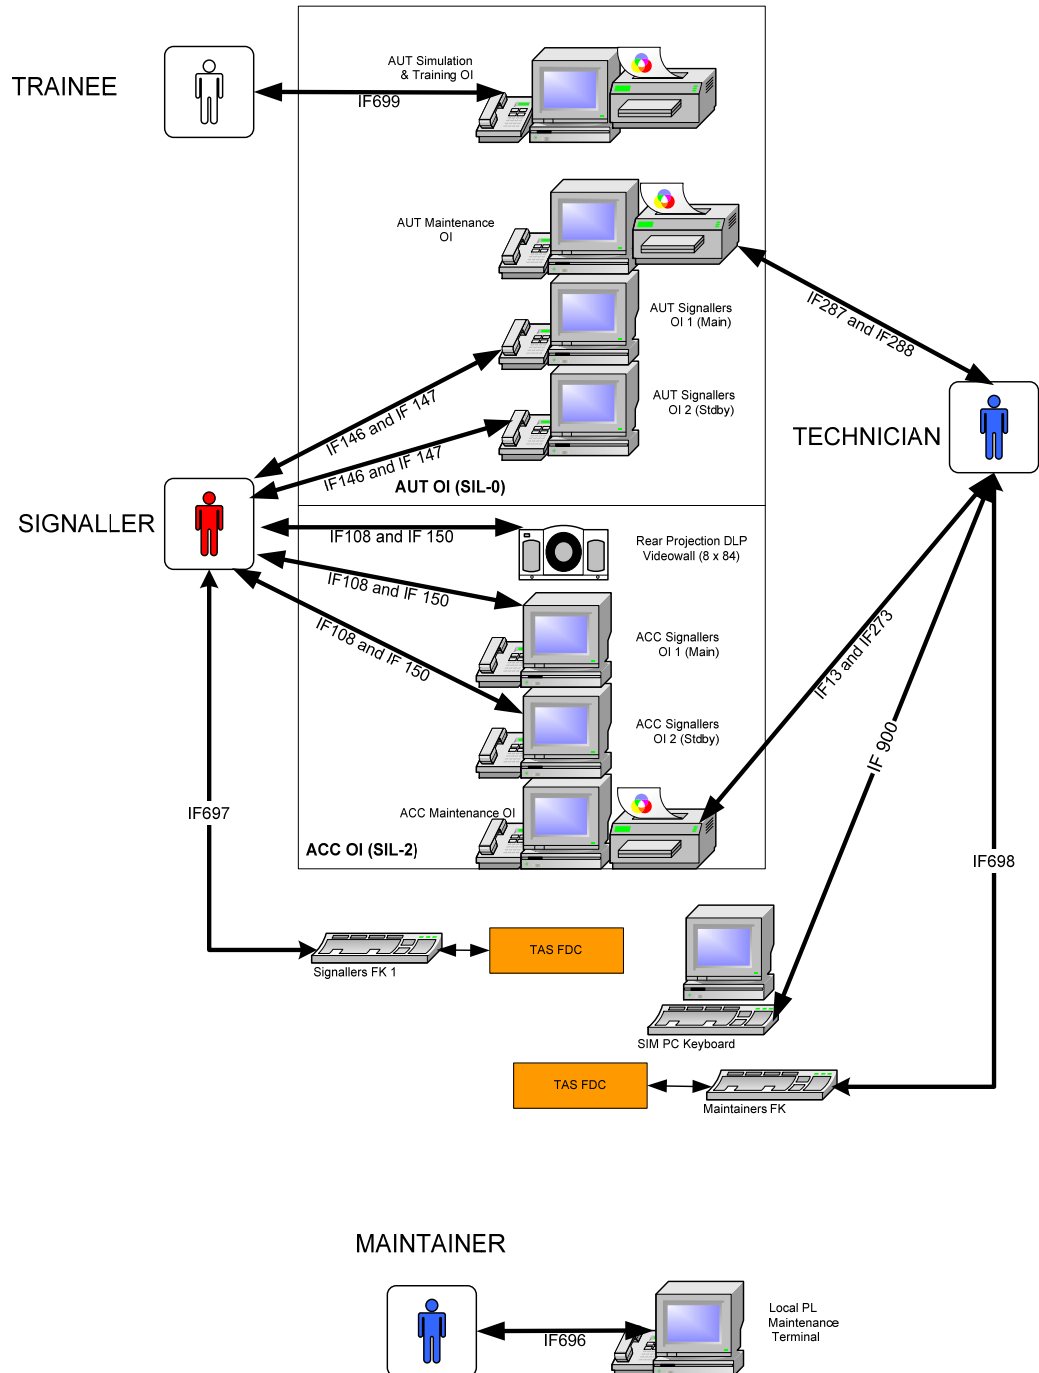 AUT Simulation
& Training OI
TRAINEE
IF699
AUT Maintenance
OI
IF287 and IF288
AUT Signallers
OI 1 (Main)
AUT Signallers
OI 2 (Stdby)
IF146 and IF 147
IF146 and IF 147
TECHNICIAN
AUT OI (SIL-0)
SIGNALLER
IF108 and IF 150
Rear Projection DLP
Videowall (8 x 84)
IF108 and IF 150
IF108 and IF 150
ACC Signallers
OI 1 (Main)
IF13 and IF273
ACC Signallers
OI 2 (Stdby)
IF 900
IF697
ACC Maintenance OI
ACC OI (SIL-2)
IF698
TAS FDC
Signallers FK 1
SIM PC Keyboard
TAS FDC
Maintainers FK
MAINTAINER
IF696
Local PL
Maintenance
Terminal